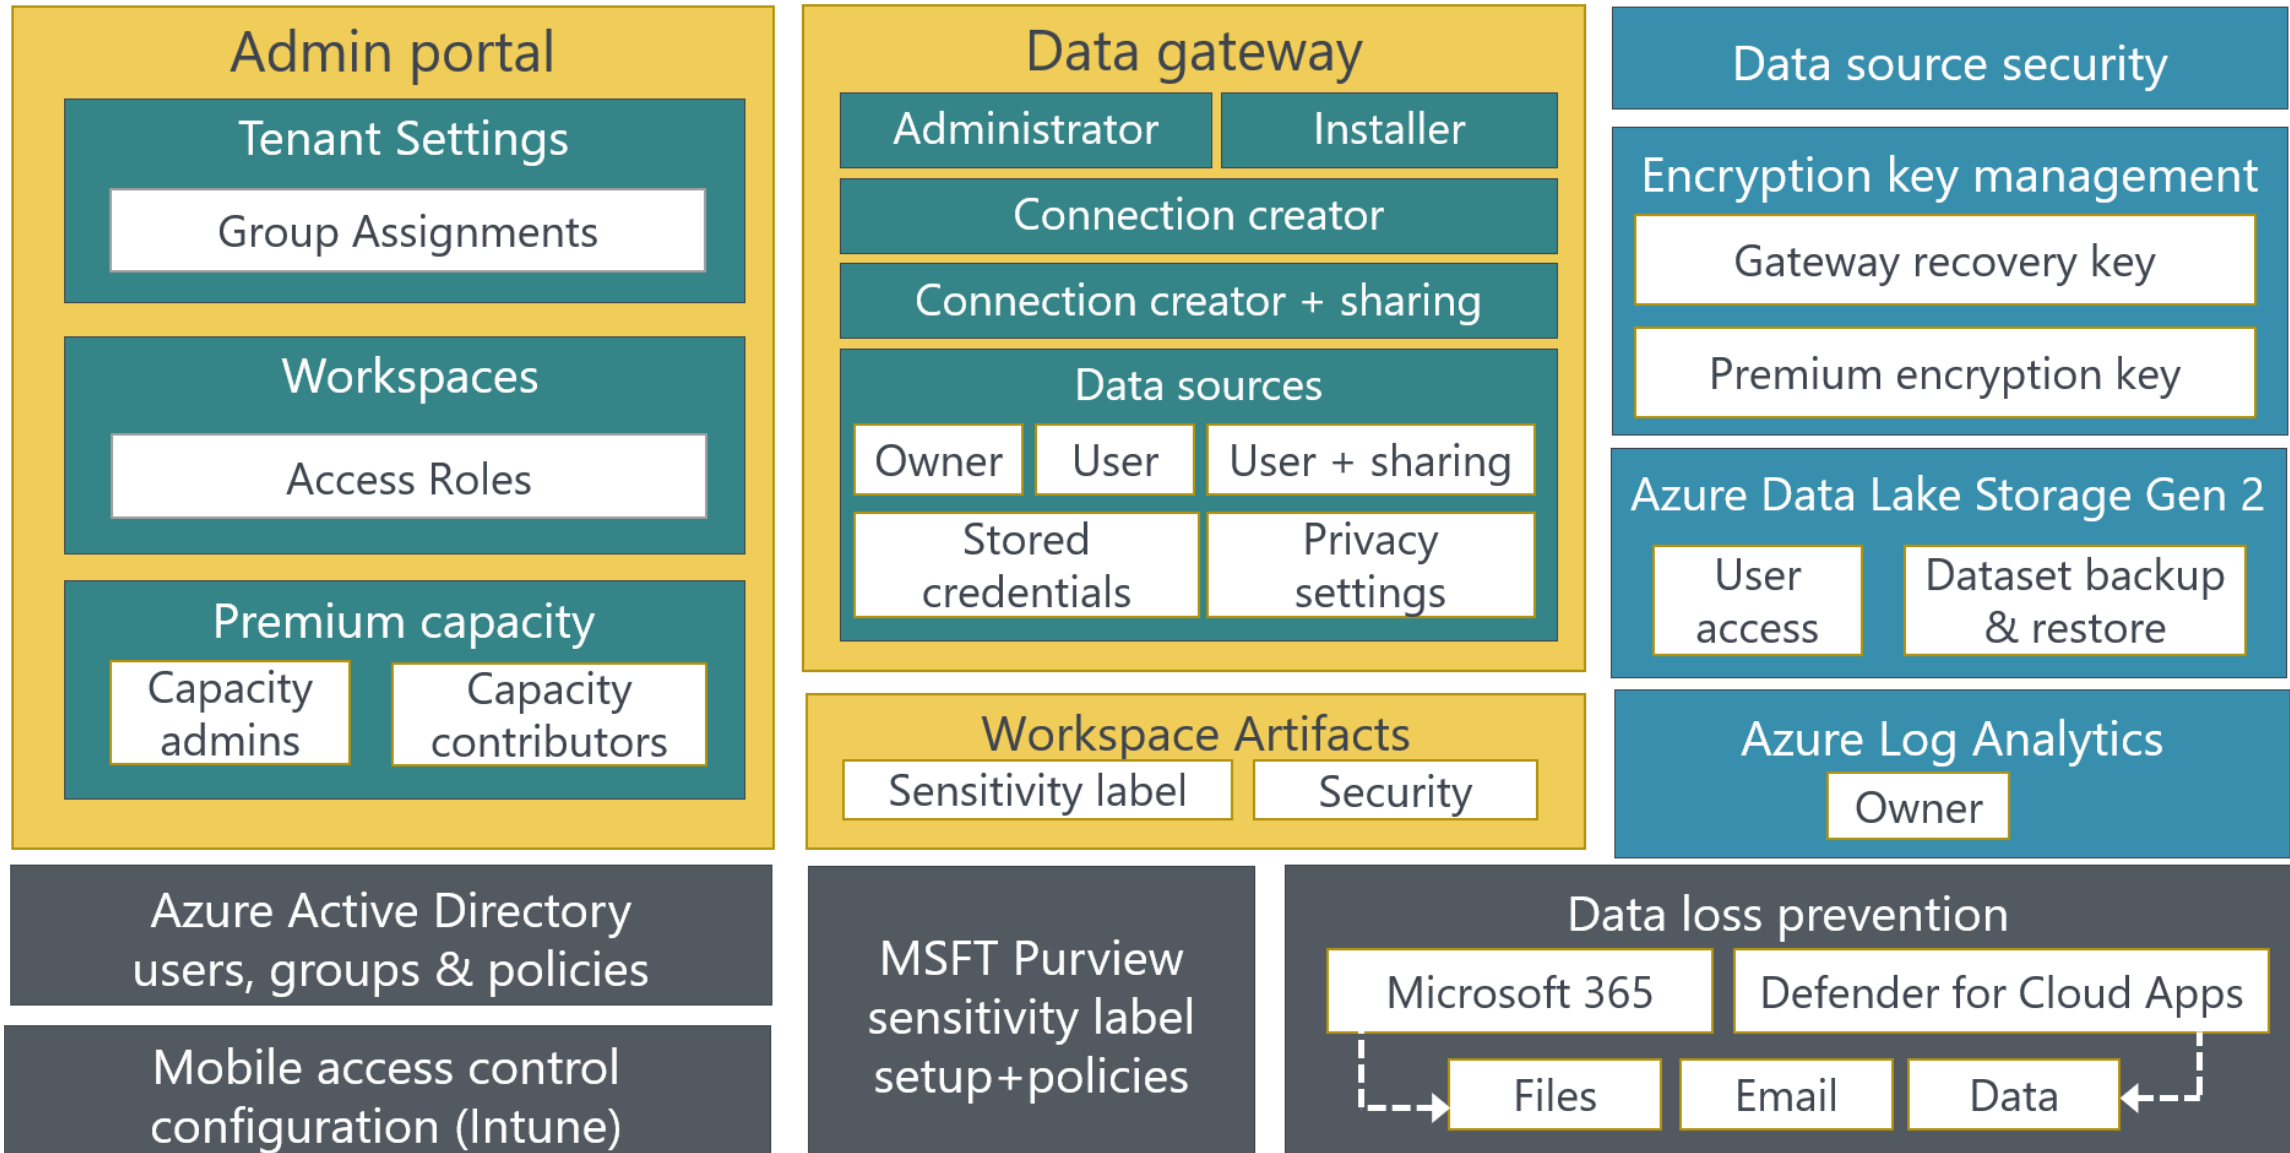 Admin portal
Tenant Settings
Group Assignments
Workspaces
Access Roles
Premium capacity
Capacity
admins
Capacity
contributors
Data gateway
Administrator
Installer
Connection creator
Connection creator + sharing
Data sources
Owner
User
User + sharing
Stored
credentials
Privacy
settings
Workspace Artifacts
Sensitivity label
Security
Data source security
Encryption key management
Gateway recovery key
Premium encryption key
Azure Data Lake Storage Gen 2
User
access
Dataset backup
& restore
Azure Log Analytics
Owner
Azure Active Directory
users, groups & policies
Mobile access control
configuration (Intune)
MSFT Purview
sensitivity label
setup+policies
Data loss prevention
Microsoft 365
Defender for Cloud Apps
Files
Email
Data